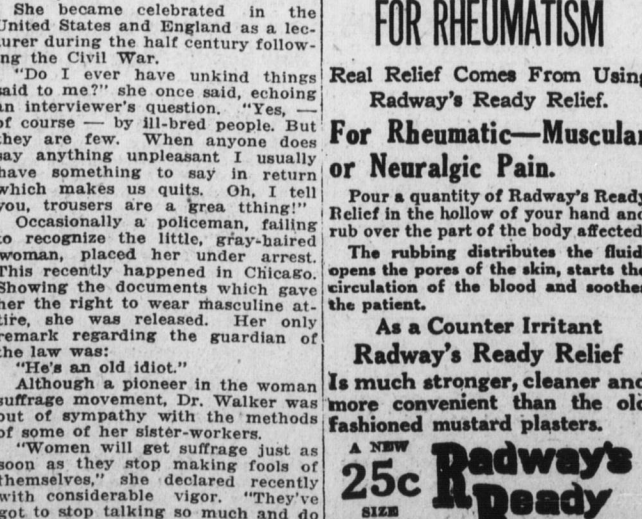 She became celebrated in the
United States and England as a lec-
turer during the half century follow-
ing the Civil War.
"Do I ever have unkind things
said to me?" she once said, echoing
an interviewer's question. "Yes, —
of course — by ill-bred people. But
they are few. When anyone does
say anything unpleasant I usually
have something to say in return
which makes us quits. Oh, I tell
you, trousers are a grea tthing!"
Occasionally a policeman, failing
to recognize the little, gray-haired
woman, placed her under arrest.
This recently happened in Chicago.
Showing the documents which gave
her the right to wear masculine at-
tire, she was released. Her only
remark regarding the guardian of
the law was:
"He's an old idiot."
Although a pioneer in the woman
suffrage movement, Dr. Walker was
out of sympathy with the methods
of some of her sister-workers.
"Women will get suffrage just as
soon as they stop making fools of
themselves," she declared recently
with considerable vigor. "They've
got to stop talking so much and do
FOR RHEUMATISM
Real Relief Comes From Using
Radway's Ready Relief.
For Rheumatic—Muscular
or Neuralgic Pain.
Pour a quantity of Radway's Ready
Relief in the hollow of your hand and
rub over the part of the body affected
The rubbing distributes the fluid
opens the pores of the skin, starts the
circulation of the blood and soothes
the patient.
As a Counter Irritant
Radway's Ready Relief
Is much stronger, cleaner and
more convenient than the old
fashioned mustard plasters.
A NEW
25c
SIZE
Radway's
Ready